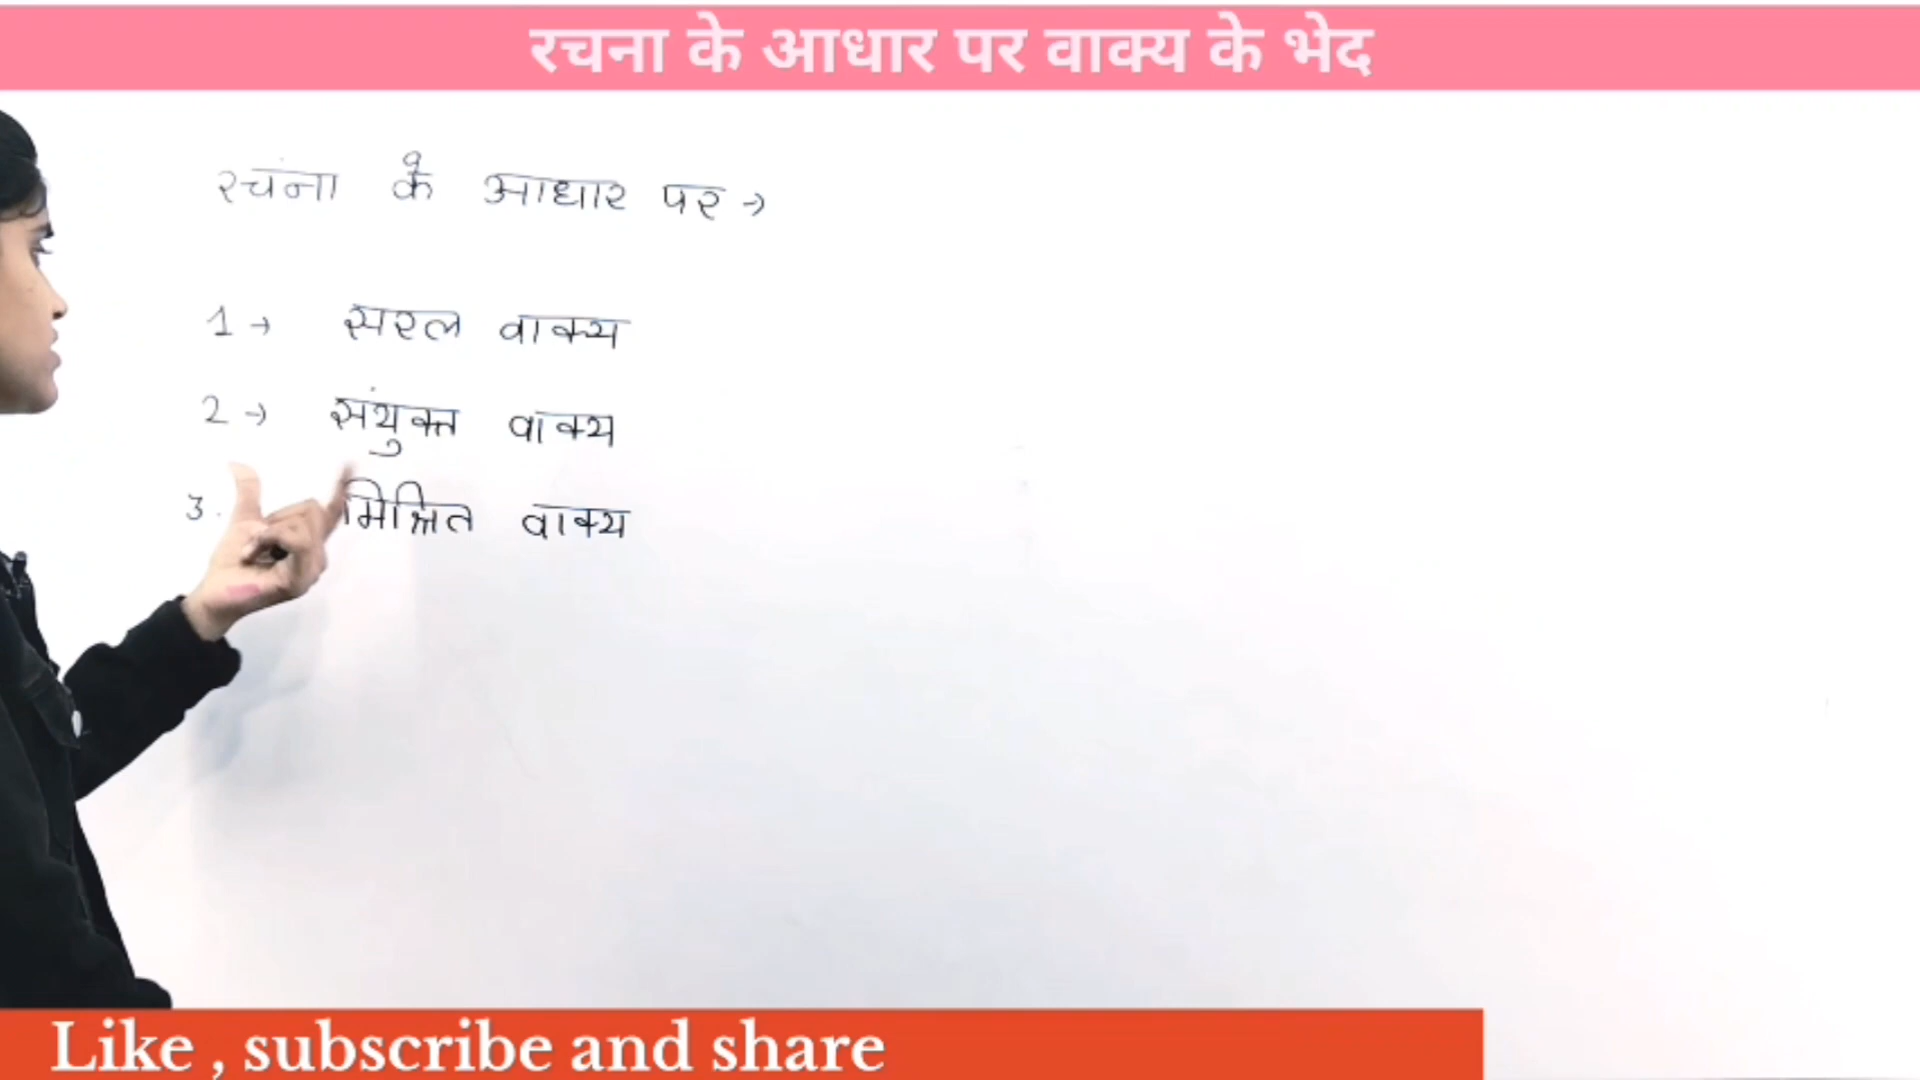 रचना के आधार पर वाक्य के भेद
रचना के आधार पर →
1 → सरल वाक्य
2 → संयुक्त वाक्य
3. मिश्रित वाक्य
Like , subscribe and share